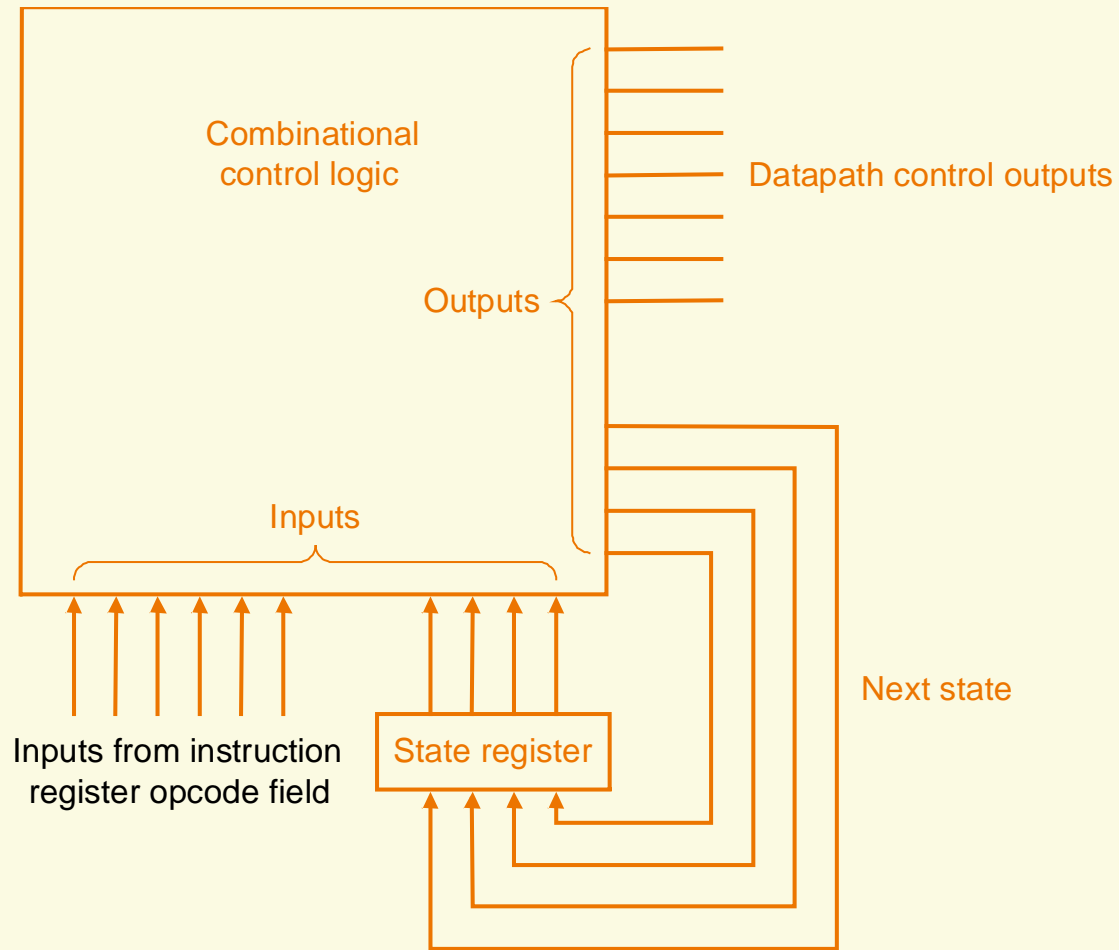 Combinational
control logic
Datapath control outputs
Outputs
Inputs
Next state
Inputs from instruction
register opcode field
State register